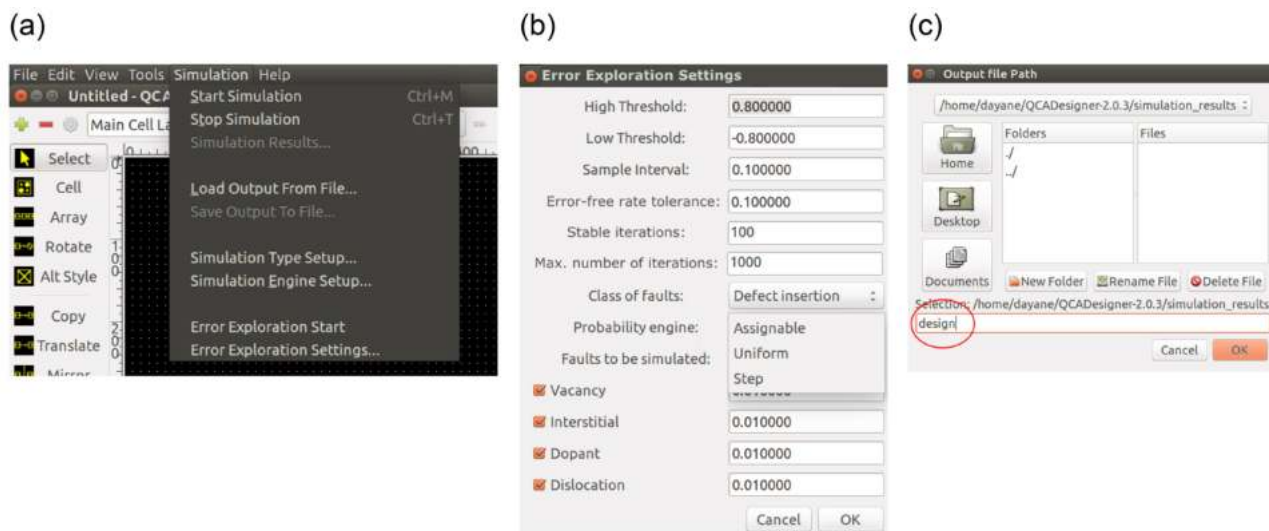 (a)
(b)
(c)
File Edit View Tools Simulation Help
Untitled - QCA
Start Simulation Ctrl+M
Stop Simulation Ctrl+T
Simulation Results...
Main Cell La
Load Output From File...
Save Output To File...
Simulation Type Setup...
Simulation Engine Setup...
Error Exploration Start
Error Exploration Settings...
Select
Cell
Array
Rotate
Alt Style
Copy
Translate
Mirror
Error Exploration Settings
High Threshold: 0.800000
Low Threshold: -0.800000
Sample Interval: 0.100000
Error-free rate tolerance: 0.100000
Stable iterations: 100
Max. number of iterations: 1000
Class of faults: Defect insertion
Probability engine:
Assignable
Uniform
Step
Faults to be simulated:
Vacancy
Interstitial 0.010000
Dopant 0.010000
Dislocation 0.010000
Cancel OK
Output file Path
/home/dayane/QCADesigner-2.0.3/simulation_results
Home
Desktop
Documents
Folders Files
./
../
New Folder Rename File Delete File
Selection: /home/dayane/QCADesigner-2.0.3/simulation_results
design
Cancel OK